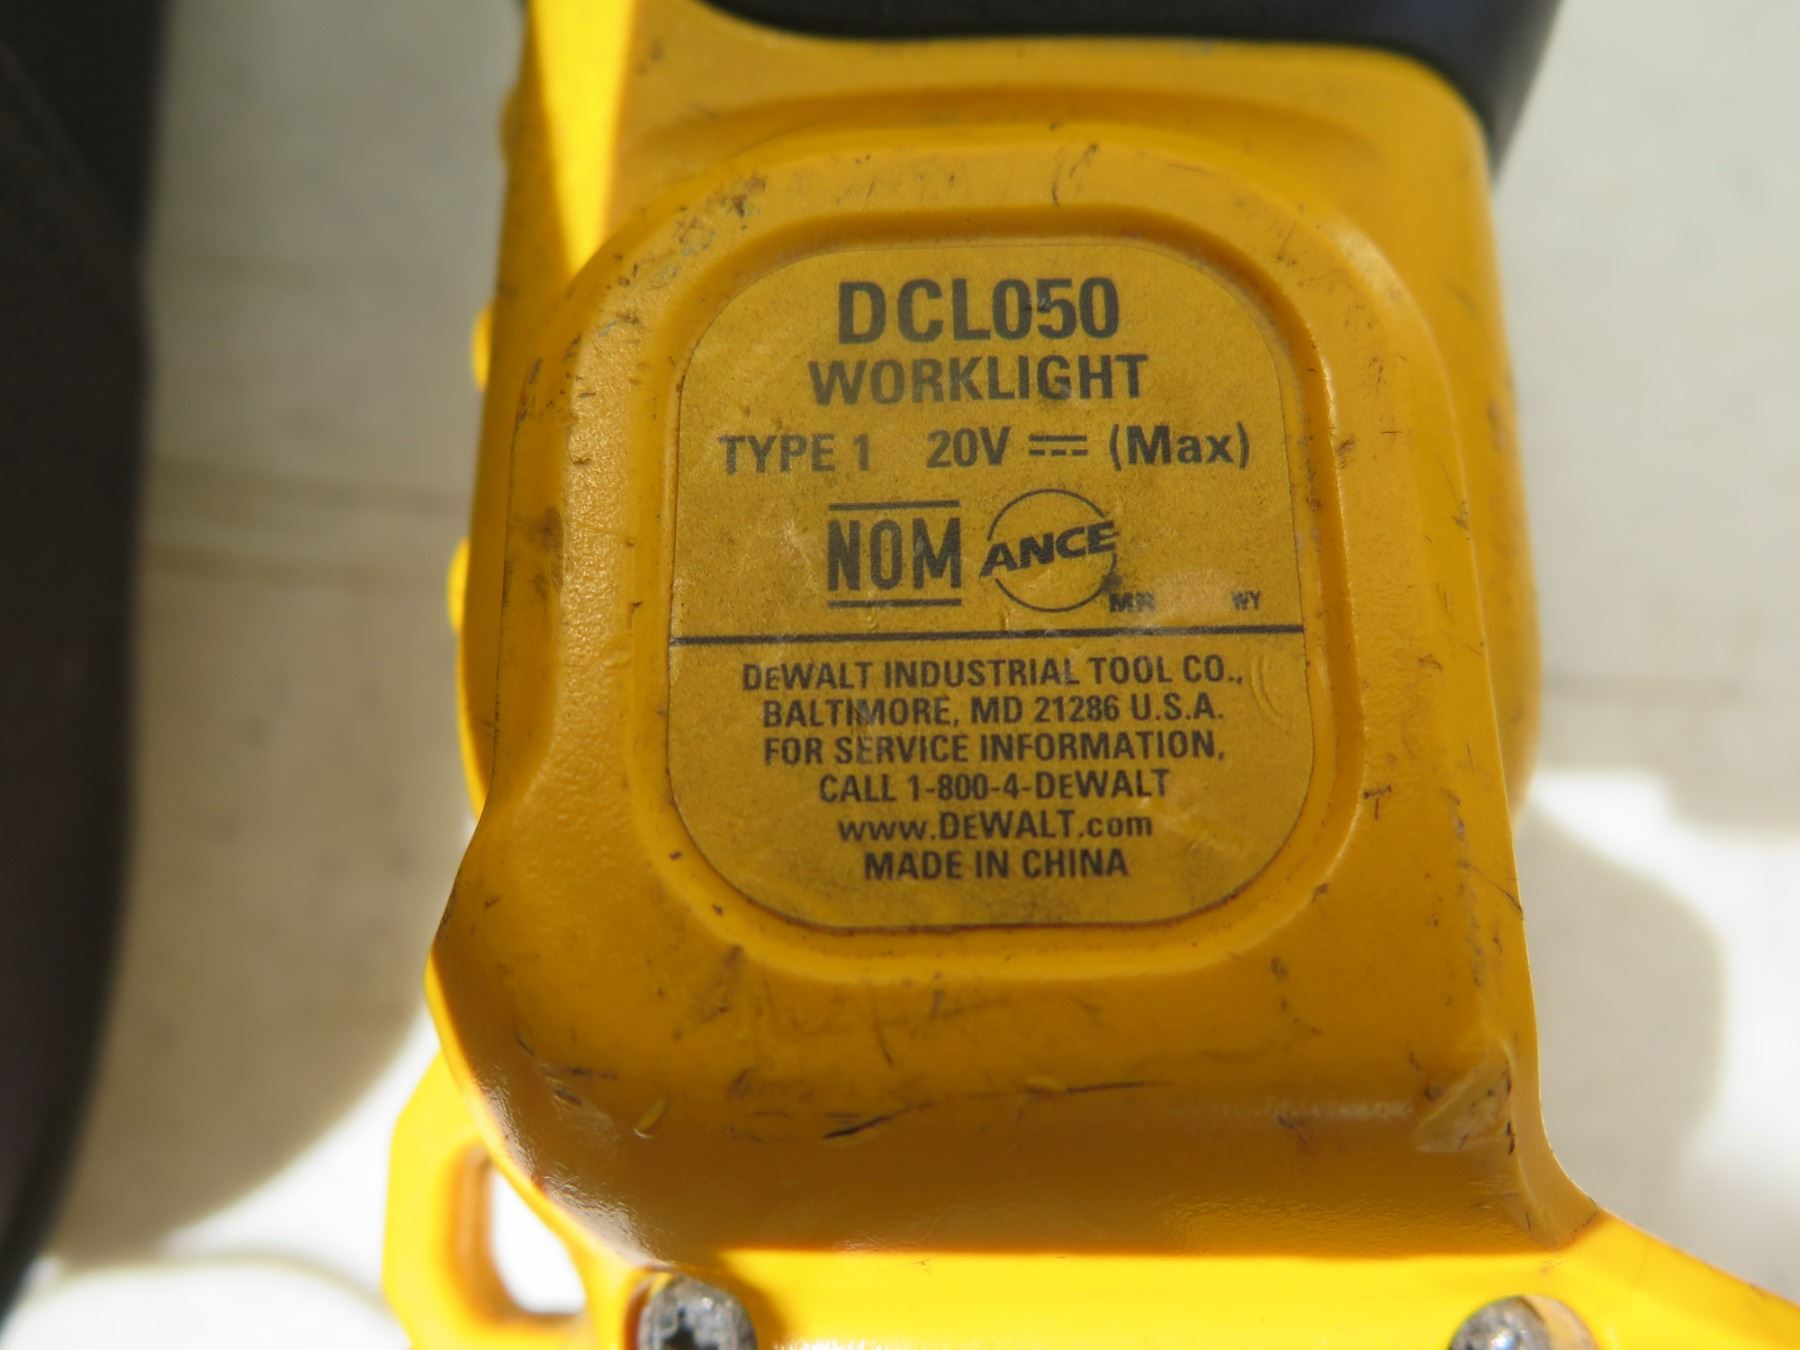 DCL050
WORKLIGHT
TYPE 1 20V ⎓ (Max)
NOM ANCE
WY
DEWALT INDUSTRIAL TOOL CO.,
BALTIMORE, MD 21286 U.S.A.
FOR SERVICE INFORMATION,
CALL 1-800-4-DEWALT
www.DEWALT.com
MADE IN CHINA